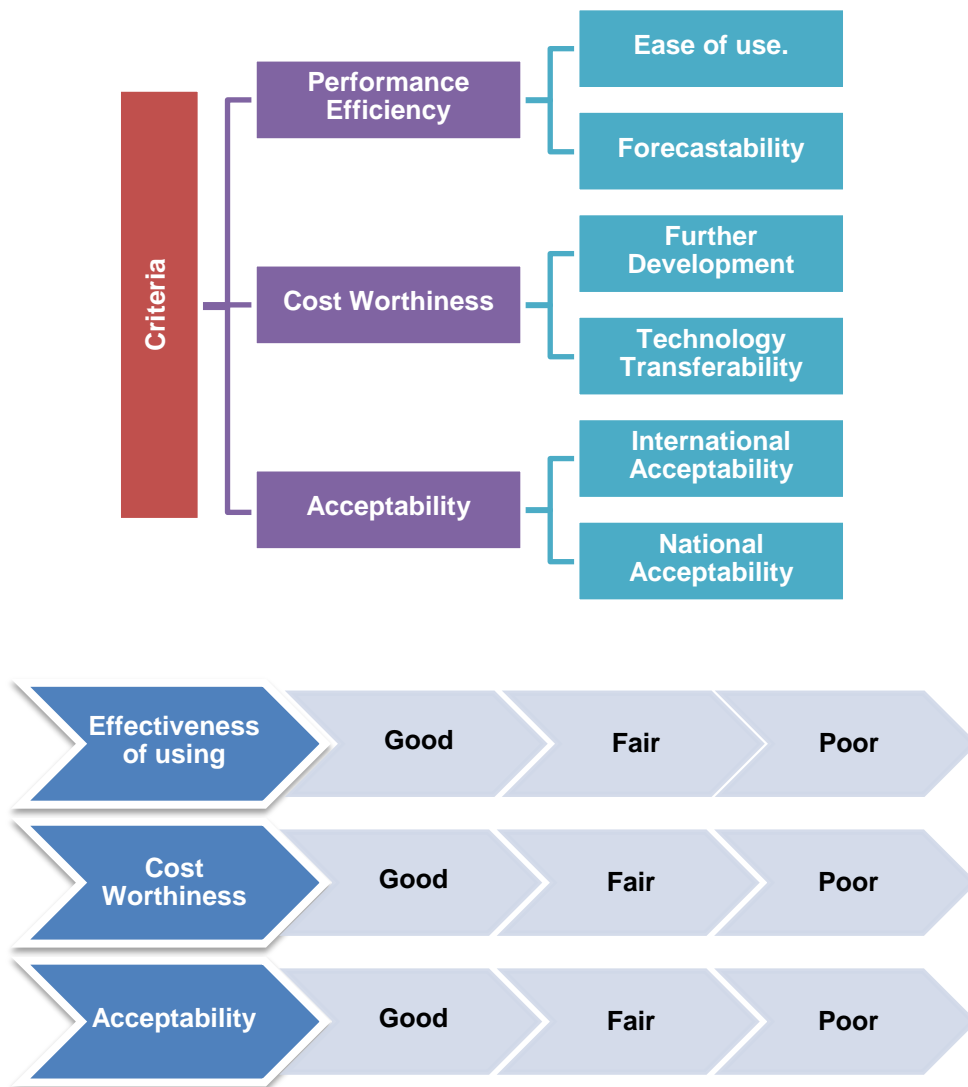 Criteria
Performance
Efficiency
Ease of use.
Forecastability
Cost Worthiness
Further
Development
Technology
Transferability
Acceptability
International
Acceptability
National
Acceptability
Effectiveness
of using
Good
Fair
Poor
Cost
Worthiness
Good
Fair
Poor
Acceptability
Good
Fair
Poor